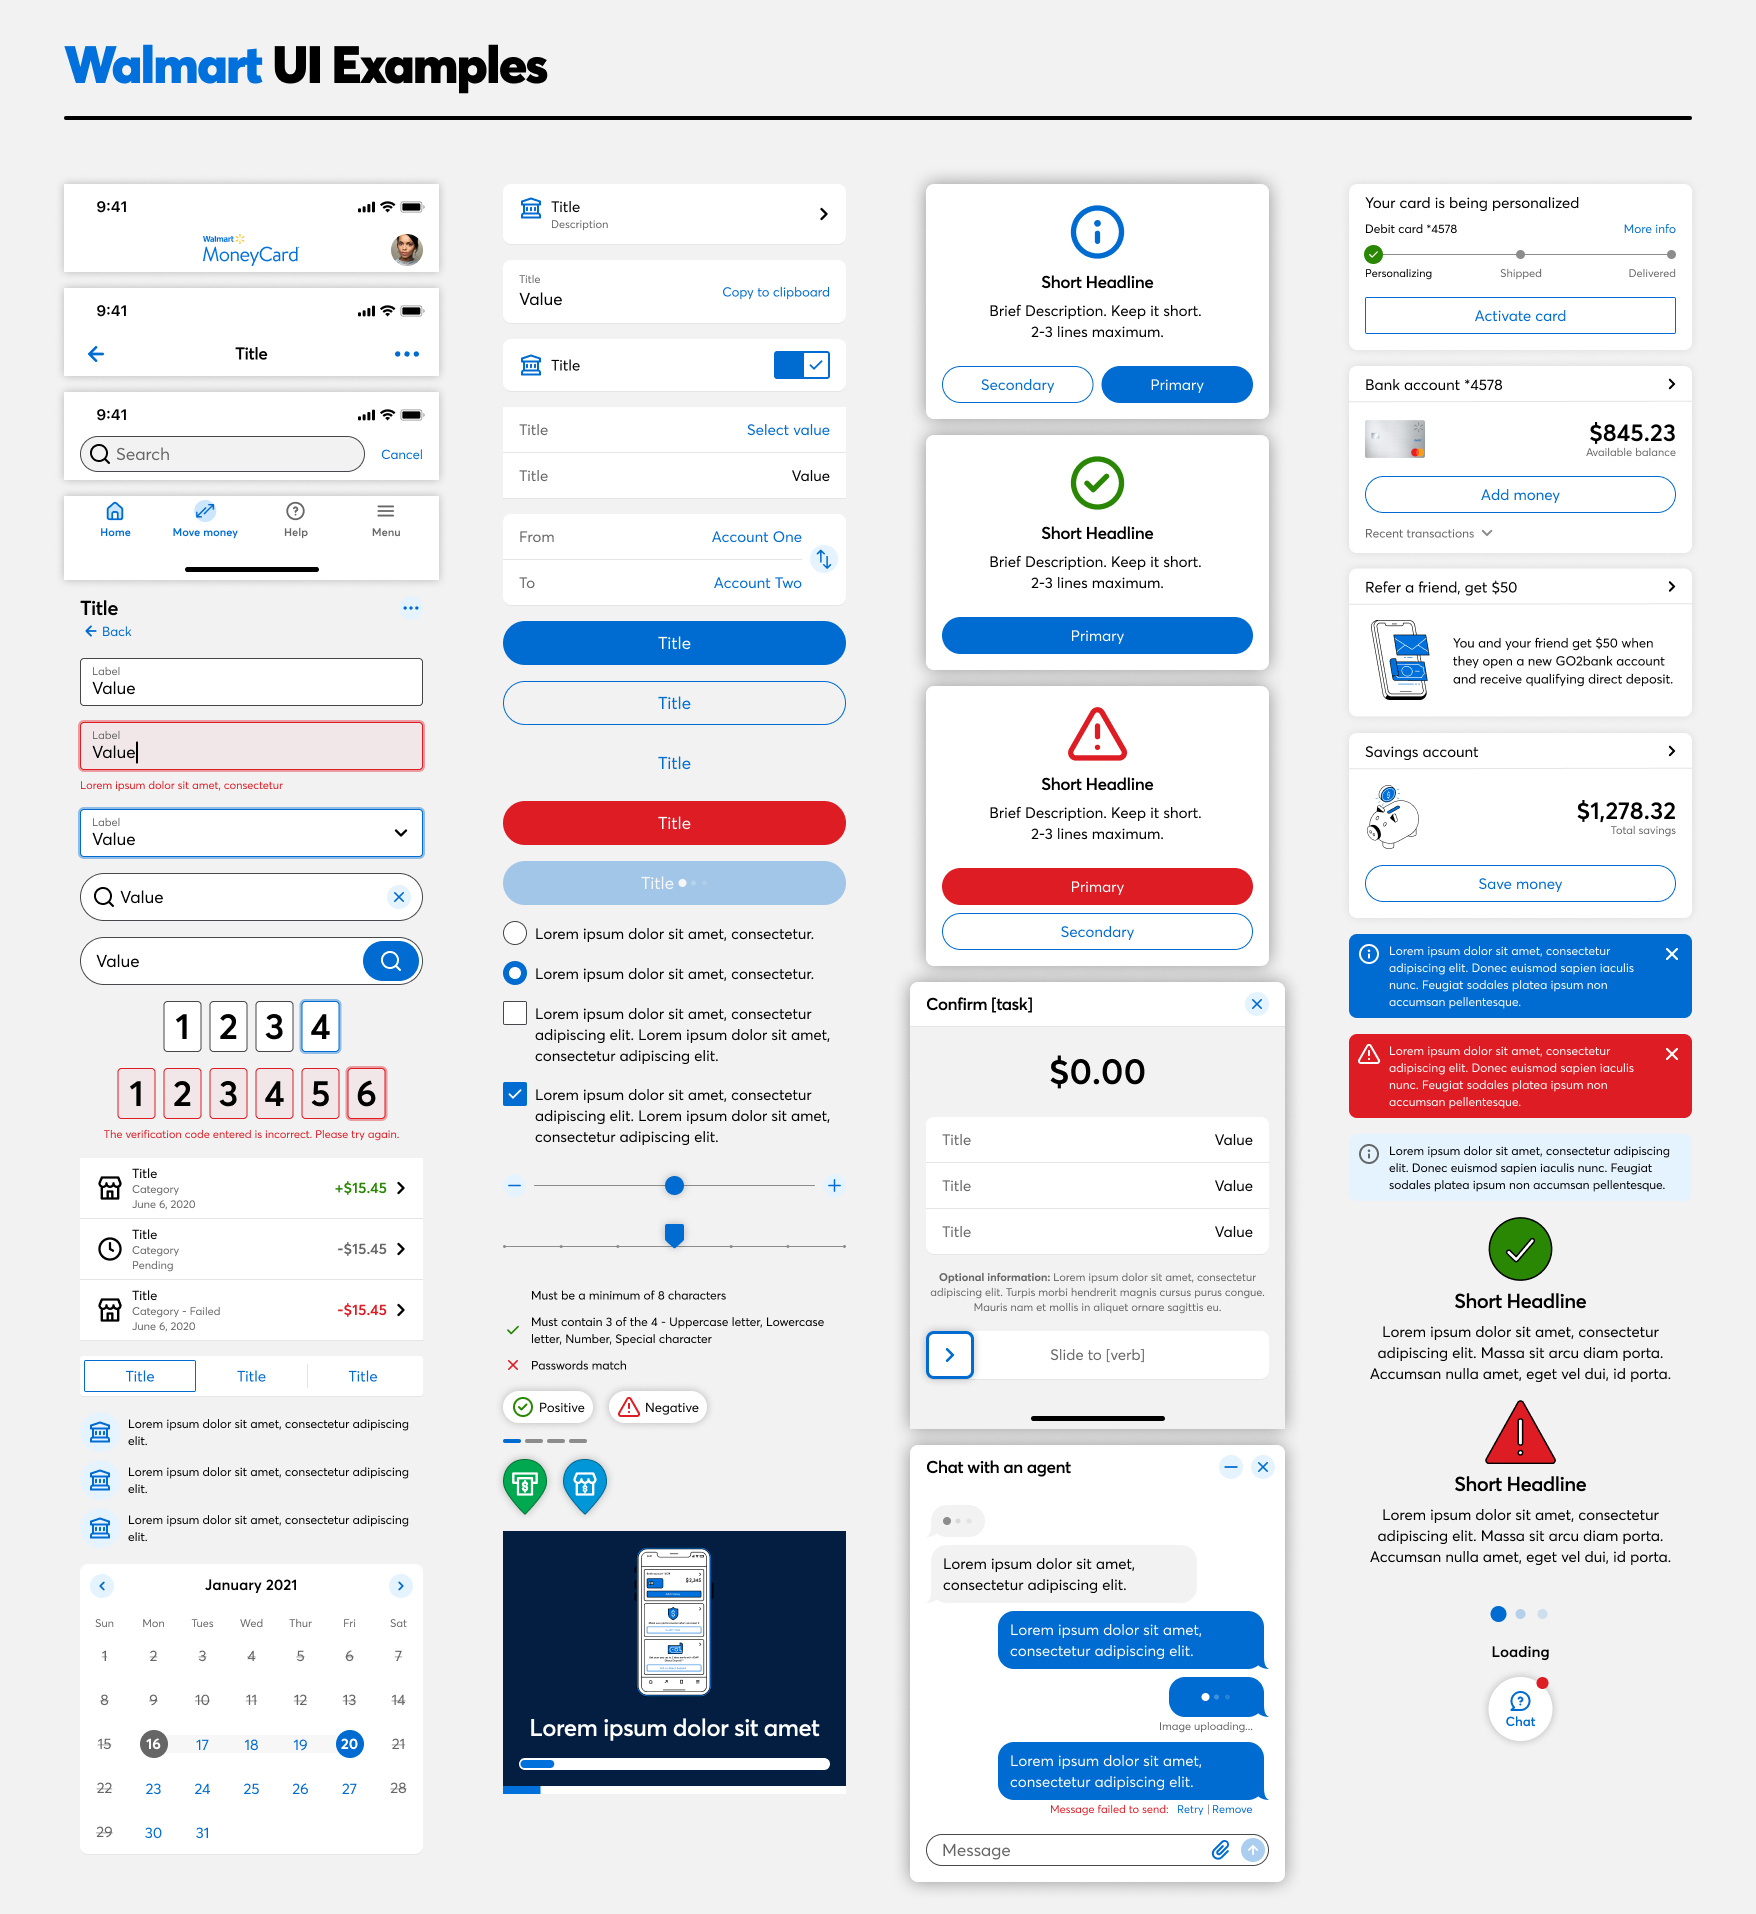 Walmart UI Examples
9:41
Walmart
MoneyCard
9:41
Title
9:41
Search
Cancel
Home
Move money
Help
Menu
Title
Back
Label
Value
Label
Value
Lorem ipsum dolor sit amet, consectetur
Label
Value
Value
Value
1 2 3 4
1 2 3 4 5 6
The verification code entered is incorrect. Please try again.
Title
Category
June 6, 2020
+$15.45
Title
Category
Pending
-$15.45
Title
Category - Failed
June 6, 2020
-$15.45
Title Title Title
Lorem ipsum dolor sit amet, consectetur adipiscing
elit.
Lorem ipsum dolor sit amet, consectetur adipiscing
elit.
Lorem ipsum dolor sit amet, consectetur adipiscing
elit.
January 2021
Sun Mon Tues Wed Thur Fri Sat
1 2 3 4 5 6 7
8 9 10 11 12 13 14
15 16 17 18 19 20 21
22 23 24 25 26 27 28
29 30 31
Title
Description
Title
Value
Copy to clipboard
Title
Title
Select value
Title
Value
From
Account One
To
Account Two
Title
Title
Title
Title
Title
Lorem ipsum dolor sit amet, consectetur.
Lorem ipsum dolor sit amet, consectetur.
Lorem ipsum dolor sit amet, consectetur
adipiscing elit. Lorem ipsum dolor sit amet,
consectetur adipiscing elit.
Lorem ipsum dolor sit amet, consectetur
adipiscing elit. Lorem ipsum dolor sit amet,
consectetur adipiscing elit.
Must be a minimum of 8 characters
Must contain 3 of the 4 - Uppercase letter, Lowercase
letter, Number, Special character
Passwords match
Positive
Negative
Lorem ipsum dolor sit amet
Short Headline
Brief Description. Keep it short.
2-3 lines maximum.
Secondary
Primary
Short Headline
Brief Description. Keep it short.
2-3 lines maximum.
Primary
Short Headline
Brief Description. Keep it short.
2-3 lines maximum.
Primary
Secondary
Confirm [task]
$0.00
Title
Value
Title
Value
Title
Value
Optional information: Lorem ipsum dolor sit amet, consectetur
adipiscing elit. Turpis morbi hendrerit magnis cursus purus congue.
Mauris nam et mollis in aliquet ornare sagittis eu.
Slide to [verb]
Chat with an agent
Lorem ipsum dolor sit amet,
consectetur adipiscing elit.
Lorem ipsum dolor sit amet,
consectetur adipiscing elit.
Image uploading...
Lorem ipsum dolor sit amet,
consectetur adipiscing elit.
Message failed to send: Retry | Remove
Message
Your card is being personalized
Debit card *4578
More info
Personalizing
Shipped
Delivered
Activate card
Bank account *4578
$845.23
Available balance
Add money
Recent transactions
Refer a friend, get $50
You and your friend get $50 when
they open a new GO2bank account
and receive qualifying direct deposit.
Savings account
$1,278.32
Total savings
Save money
Lorem ipsum dolor sit amet, consectetur
adipiscing elit. Donec euismod sapien iaculis
nunc. Feugiat sodales platea ipsum non
accumsan pellentesque.
Lorem ipsum dolor sit amet, consectetur
adipiscing elit. Donec euismod sapien iaculis
nunc. Feugiat sodales platea ipsum non
accumsan pellentesque.
Lorem ipsum dolor sit amet, consectetur adipiscing
elit. Donec euismod sapien iaculis nunc. Feugiat
sodales platea ipsum non accumsan pellentesque.
Short Headline
Lorem ipsum dolor sit amet, consectetur
adipiscing elit. Massa sit arcu diam porta.
Accumsan nulla amet, eget vel dui, id porta.
Short Headline
Lorem ipsum dolor sit amet, consectetur
adipiscing elit. Massa sit arcu diam porta.
Accumsan nulla amet, eget vel dui, id porta.
Loading
Chat